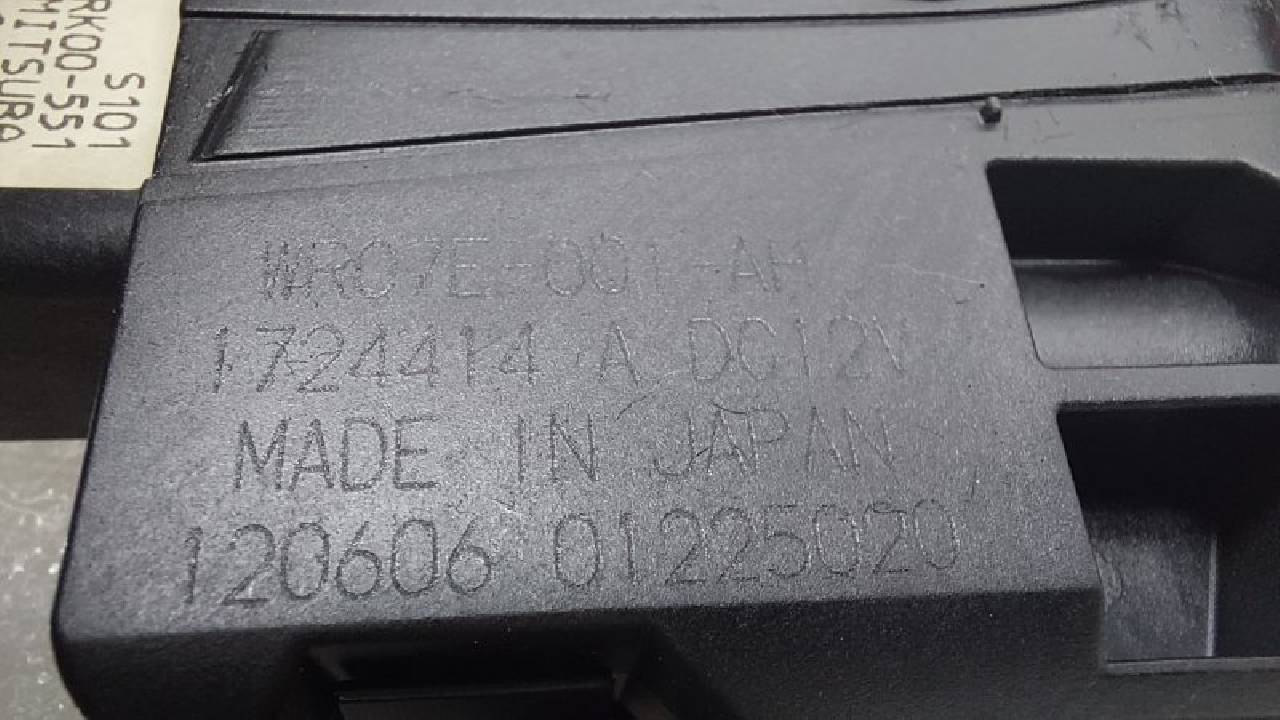 S101
RK00-551
MITSUBA
WRC7E-001-AH
1724414 A DC12V
MADE IN JAPAN
120606 01225020